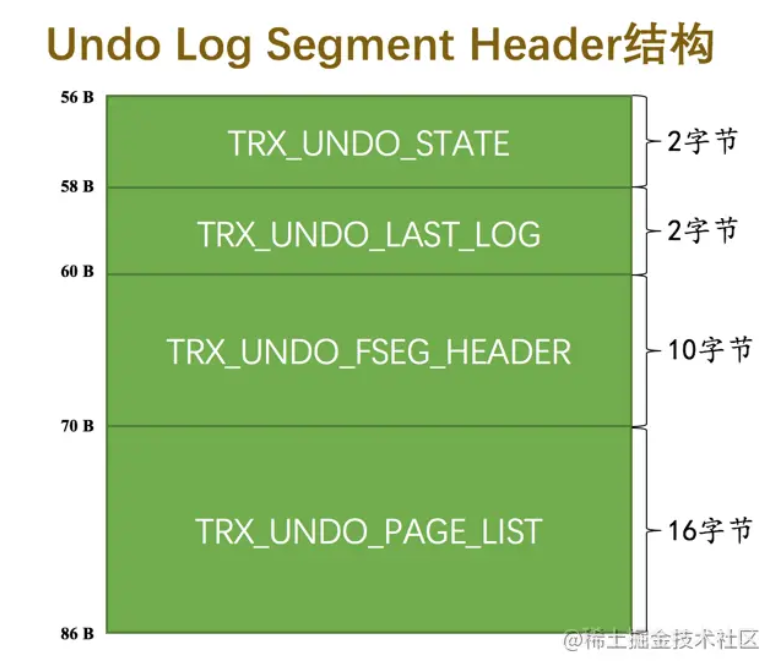 Undo Log Segment Header结构
56 B
TRX_UNDO_STATE
2字节
58 B
TRX_UNDO_LAST_LOG
2字节
60 B
TRX_UNDO_FSEG_HEADER
10字节
70 B
TRX_UNDO_PAGE_LIST
16字节
86 B
@稀土掘金技术社区